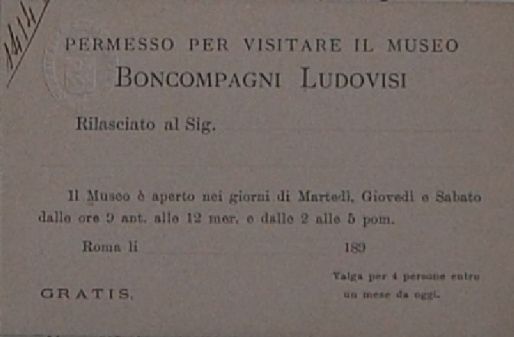 1414
PERMESSO PER VISITARE IL MUSEO
BONCOMPAGNI LUDOVISI
Rilasciato al Sig.
Il Museo è aperto nei giorni di Martedì, Giovedì e Sabato
dalle ore 9 ant. alle 12 mer. e dalle 2 alle 5 pom.
Roma li 189
Valga per 4 persone entro
GRATIS. un mese da oggi.